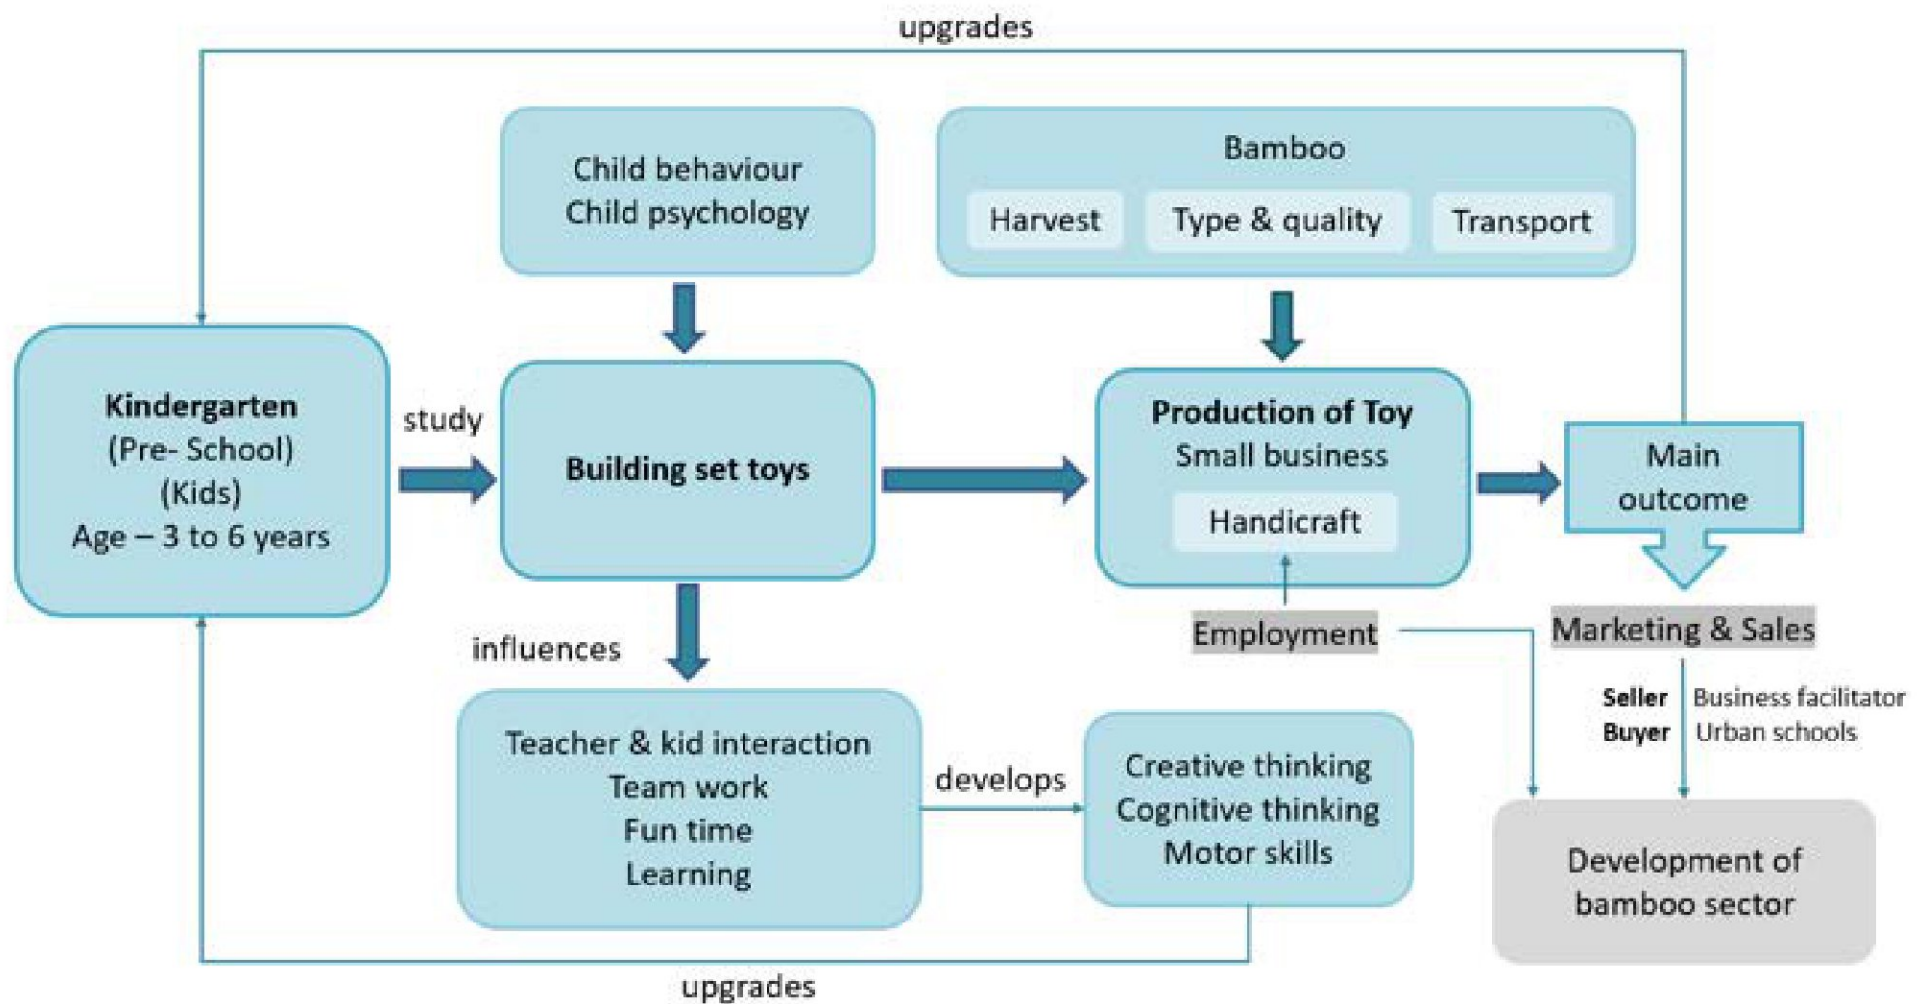 upgrades
Child behaviour
Child psychology
Bamboo
Harvest
Type & quality
Transport
Kindergarten
(Pre- School)
(Kids)
Age – 3 to 6 years
study
Building set toys
Production of Toy
Small business
Handicraft
Main
outcome
influences
Employment
Marketing & Sales
Seller Business facilitator
Buyer Urban schools
Teacher & kid interaction
Team work
Fun time
Learning
develops
Creative thinking
Cognitive thinking
Motor skills
Development of
bamboo sector
upgrades